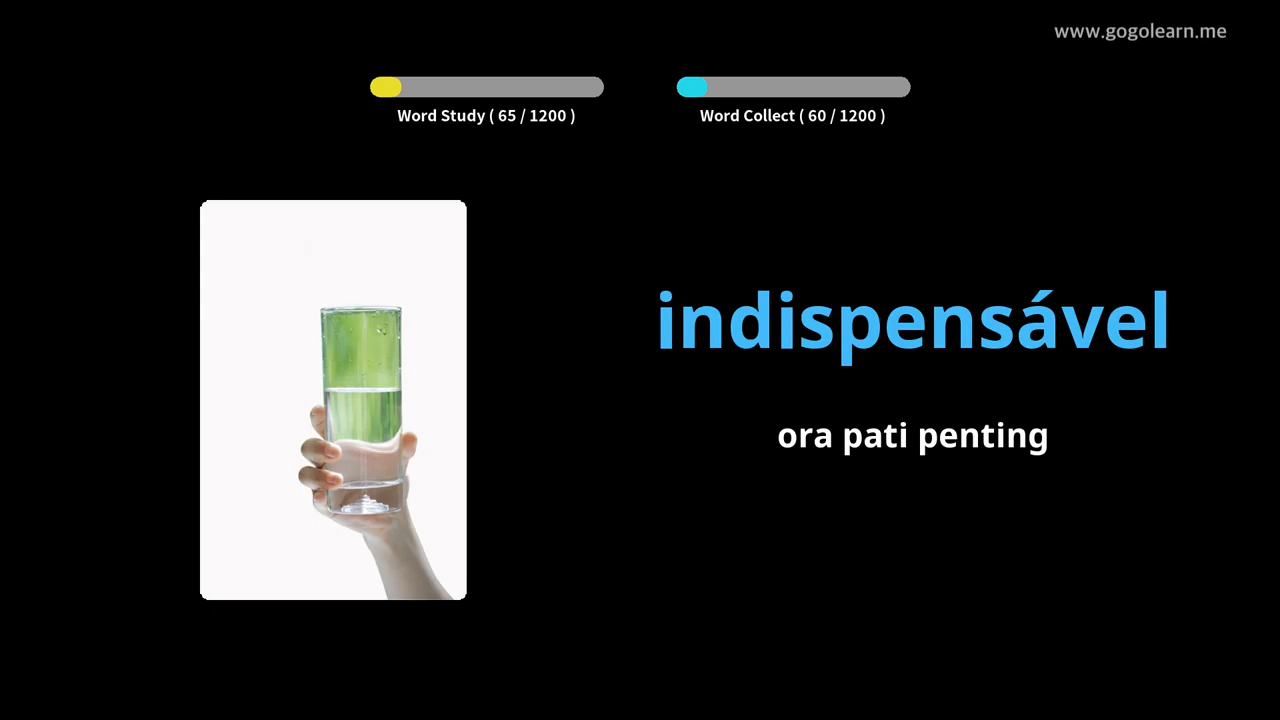 www.gogolearn.me
Word Study ( 65 / 1200 )
Word Collect ( 60 / 1200 )
indispensável
ora pati penting